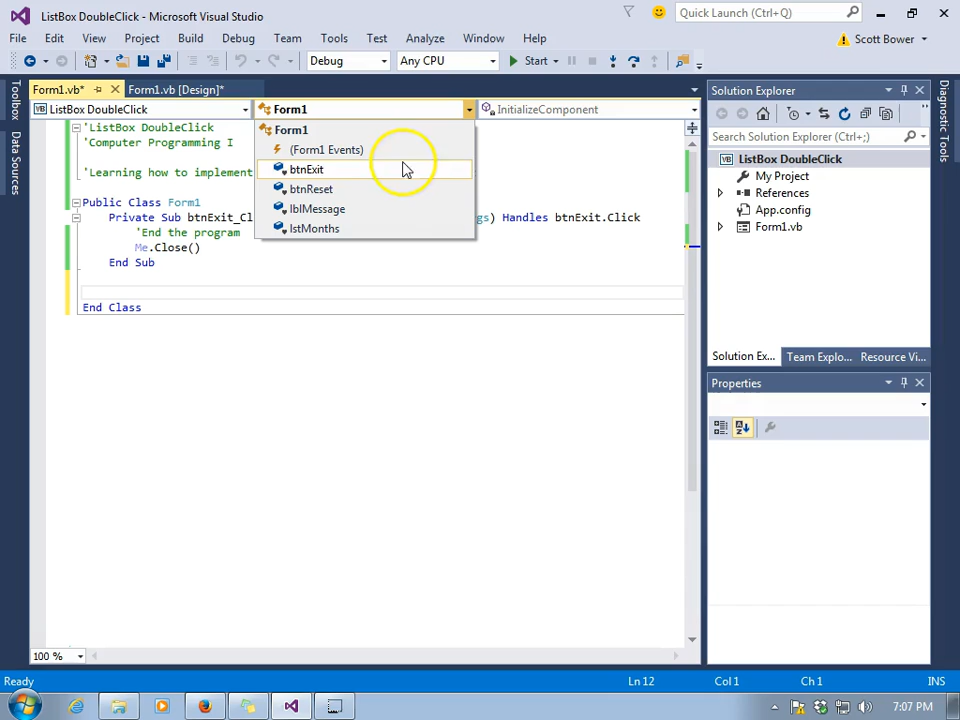 ListBox DoubleClick - Microsoft Visual Studio
Quick Launch (Ctrl+Q)
File Edit View Project Build Debug Team Tools Test Analyze Window Help
Scott Bower
Debug Any CPU Start
Toolbox
Data Sources
Form1.vb* Form1.vb [Design]*
ListBox DoubleClick Form1 InitializeComponent
Form1
(Form1 Events)
btnExit
btnReset
lblMessage
lstMonths
'ListBox DoubleClick
'Computer Programming I
'Learning how to implement
Public Class Form1
Private Sub btnExit_Cl gs) Handles btnExit.Click
'End the program
Me.Close()
End Sub
End Class
100 %
Solution Explorer
Search Solution Explorer (Ctrl+;)
ListBox DoubleClick
My Project
References
App.config
Form1.vb
Solution Ex... Team Explo... Resource Vi...
Properties
Diagnostic Tools
Ready Ln 12 Col 1 Ch 1 INS
7:07 PM